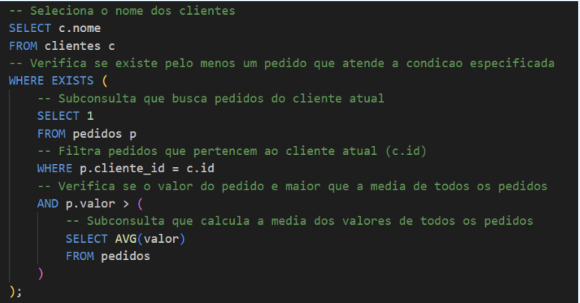 -- Seleciona o nome dos clientes
SELECT c.nome
FROM clientes c
-- Verifica se existe pelo menos um pedido que atende a condicao especificada
WHERE EXISTS (
    -- Subconsulta que busca pedidos do cliente atual
    SELECT 1
    FROM pedidos p
    -- Filtra pedidos que pertencem ao cliente atual (c.id)
    WHERE p.cliente_id = c.id
    -- Verifica se o valor do pedido e maior que a media de todos os pedidos
    AND p.valor > (
        -- Subconsulta que calcula a media dos valores de todos os pedidos
        SELECT AVG(valor)
        FROM pedidos
    )
);